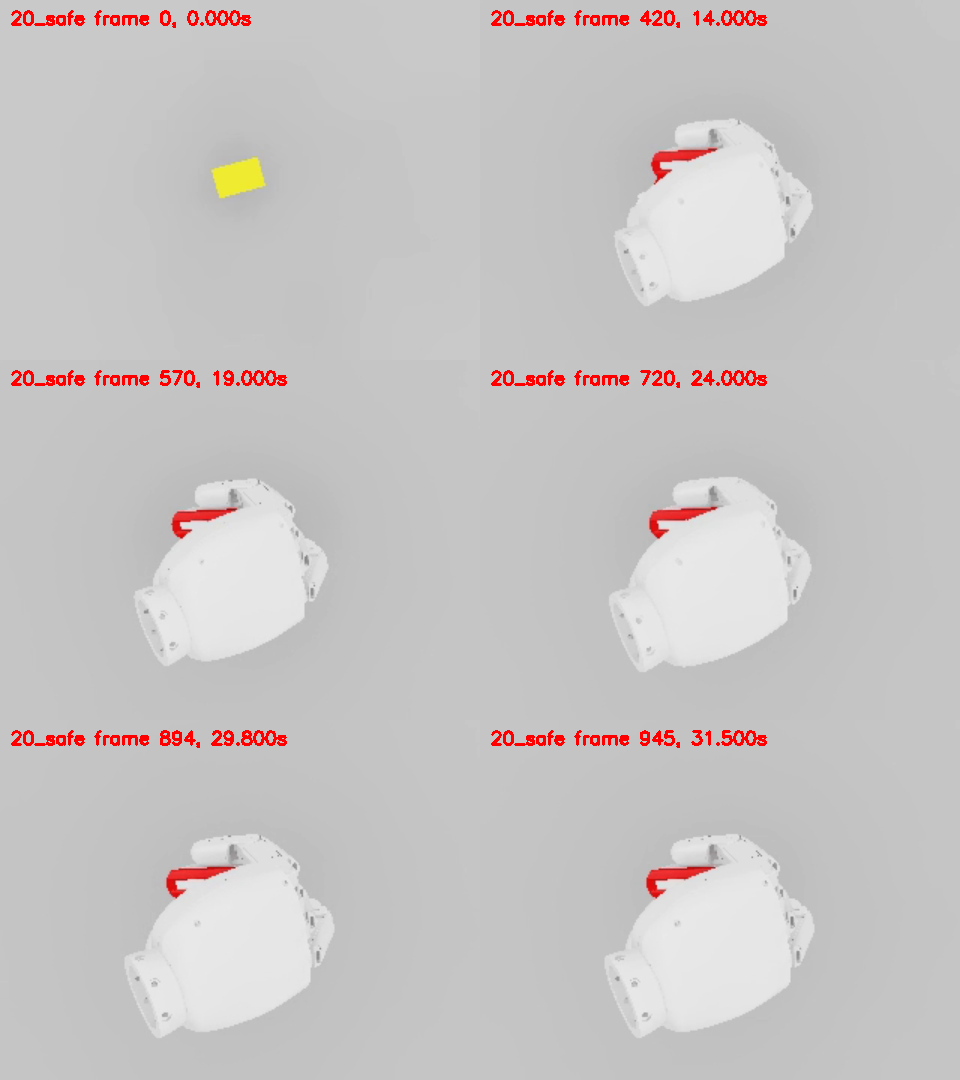 20_safe frame 0, 0.000s
20_safe frame 420, 14.000s
20_safe frame 570, 19.000s
20_safe frame 720, 24.000s
20_safe frame 894, 29.800s
20_safe frame 945, 31.500s